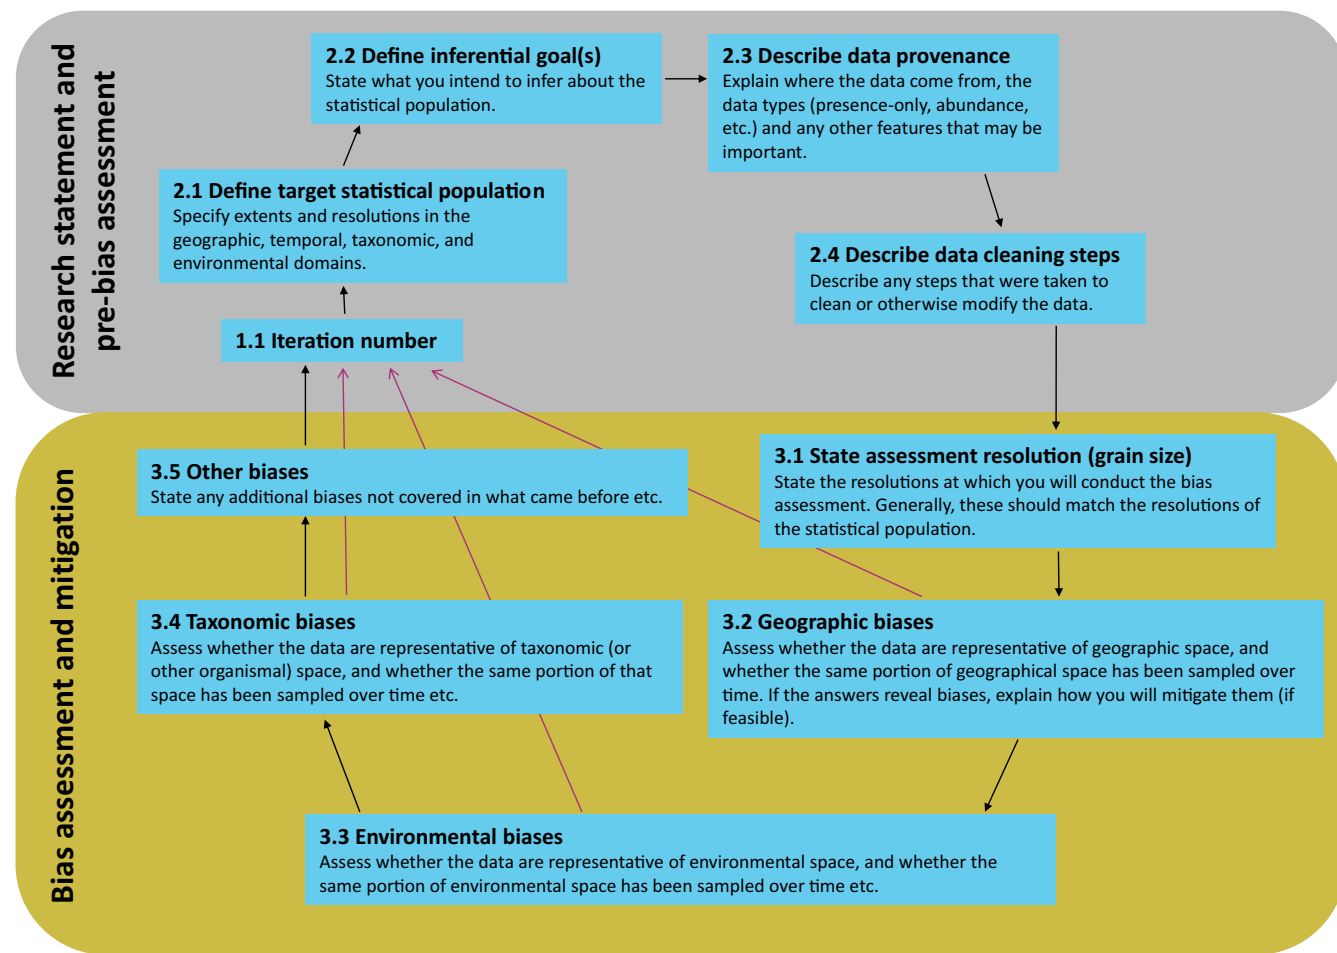 Research statement and
pre-bias assessment
2.2 Define inferential goal(s)
State what you intend to infer about the
statistical population.
2.3 Describe data provenance
Explain where the data come from, the
data types (presence-only, abundance,
etc.) and any other features that may be
important.
2.1 Define target statistical population
Specify extents and resolutions in the
geographic, temporal, taxonomic, and
environmental domains.
2.4 Describe data cleaning steps
Describe any steps that were taken to
clean or otherwise modify the data.
1.1 Iteration number
Bias assessment and mitigation
3.5 Other biases
State any additional biases not covered in what came before etc.
3.1 State assessment resolution (grain size)
State the resolutions at which you will conduct the bias
assessment. Generally, these should match the resolutions of
the statistical population.
3.4 Taxonomic biases
Assess whether the data are representative of taxonomic (or
other organismal) space, and whether the same portion of that
space has been sampled over time etc.
3.2 Geographic biases
Assess whether the data are representative of geographic space, and
whether the same portion of geographical space has been sampled over
time. If the answers reveal biases, explain how you will mitigate them (if
feasible).
3.3 Environmental biases
Assess whether the data are representative of environmental space, and whether the
same portion of environmental space has been sampled over time etc.